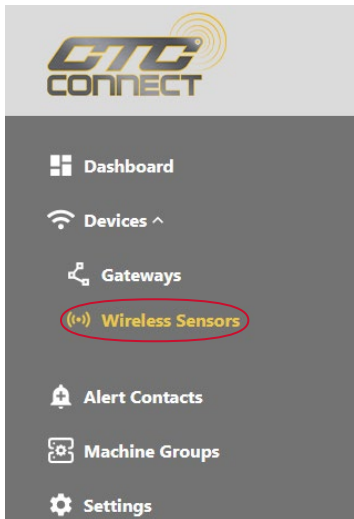 CTC
CONNECT
Dashboard
Devices
Gateways
Wireless Sensors
Alert Contacts
Machine Groups
Settings